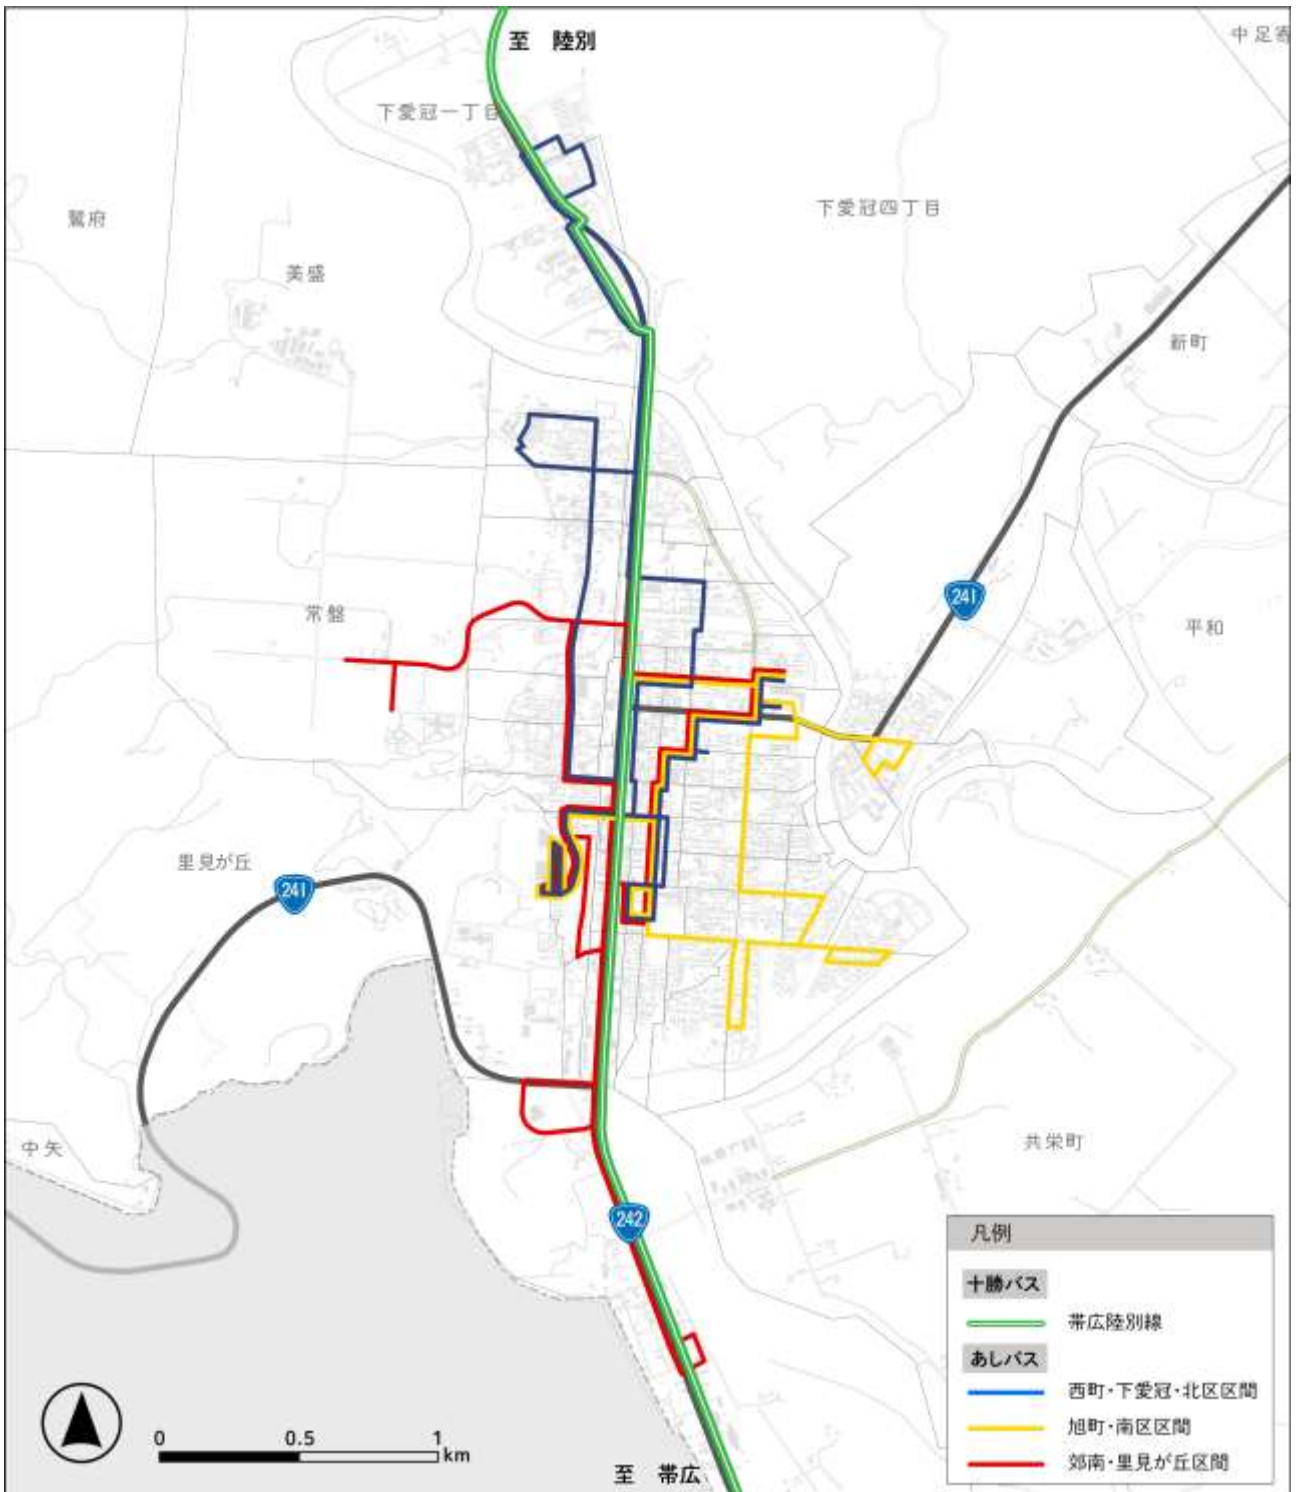 至 陸別
中足寄
下愛冠一丁目
下愛冠四丁目
鷲府
美盛
新町
241
常盤
平和
里見が丘
241
中矢
共栄町
242
凡例
十勝バス
帯広陸別線
あしバス
西町・下愛冠・北区区間
旭町・南区区間
郊南・里見が丘区間
0 0.5 1
km
至 帯広